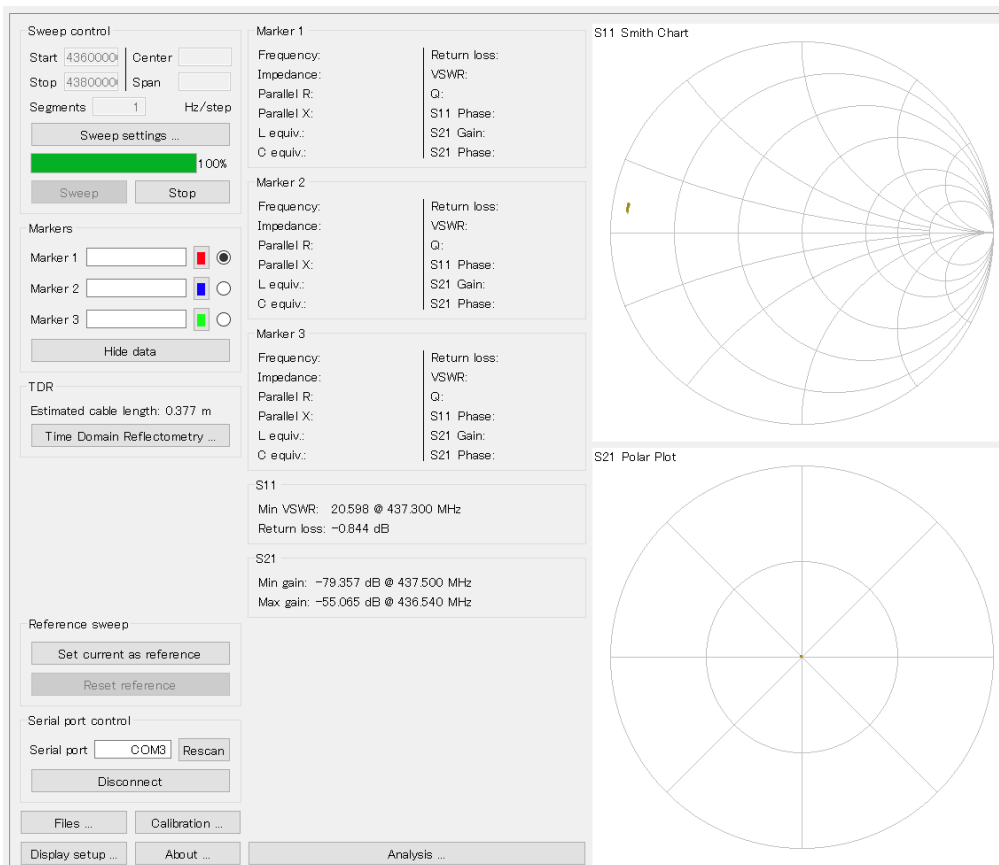 Sweep control
Start 4360000 Center
Stop 4380000 Span
Segments 1 Hz/step
Sweep settings ...
100%
Sweep Stop
Markers
Marker 1
Marker 2
Marker 3
Hide data
TDR
Estimated cable length: 0.377 m
Time Domain Reflectometry ...
Reference sweep
Set current as reference
Reset reference
Serial port control
Serial port COM3 Rescan
Disconnect
Files ... Calibration ...
Display setup ... About ...
Marker 1
Frequency: Return loss:
Impedance: VSWR:
Parallel R: Q:
Parallel X: S11 Phase:
L equiv.: S21 Gain:
C equiv.: S21 Phase:
Marker 2
Frequency: Return loss:
Impedance: VSWR:
Parallel R: Q:
Parallel X: S11 Phase:
L equiv.: S21 Gain:
C equiv.: S21 Phase:
Marker 3
Frequency: Return loss:
Impedance: VSWR:
Parallel R: Q:
Parallel X: S11 Phase:
L equiv.: S21 Gain:
C equiv.: S21 Phase:
S11
Min VSWR: 20.598 @ 437.300 MHz
Return loss: -0.844 dB
S21
Min gain: -79.357 dB @ 437.500 MHz
Max gain: -55.065 dB @ 436.540 MHz
Analysis ...
S11 Smith Chart
S21 Polar Plot